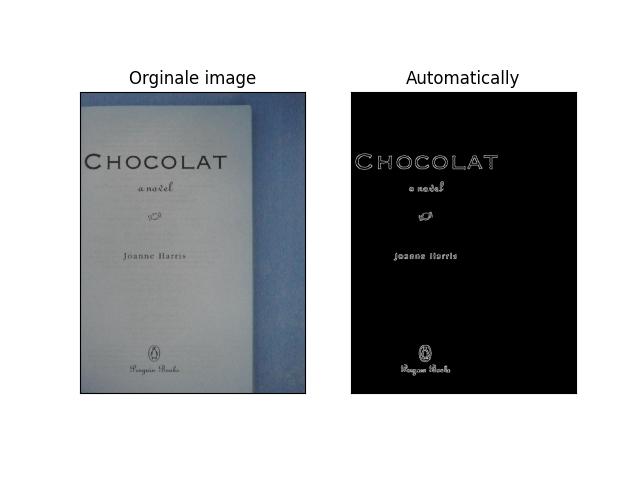 Orginale image
CHOCOLAT
a novel
Joanne Harris
Penguin Books
Automatically
CHOCOLAT
a novel
Joanne Harris
Penguin Books